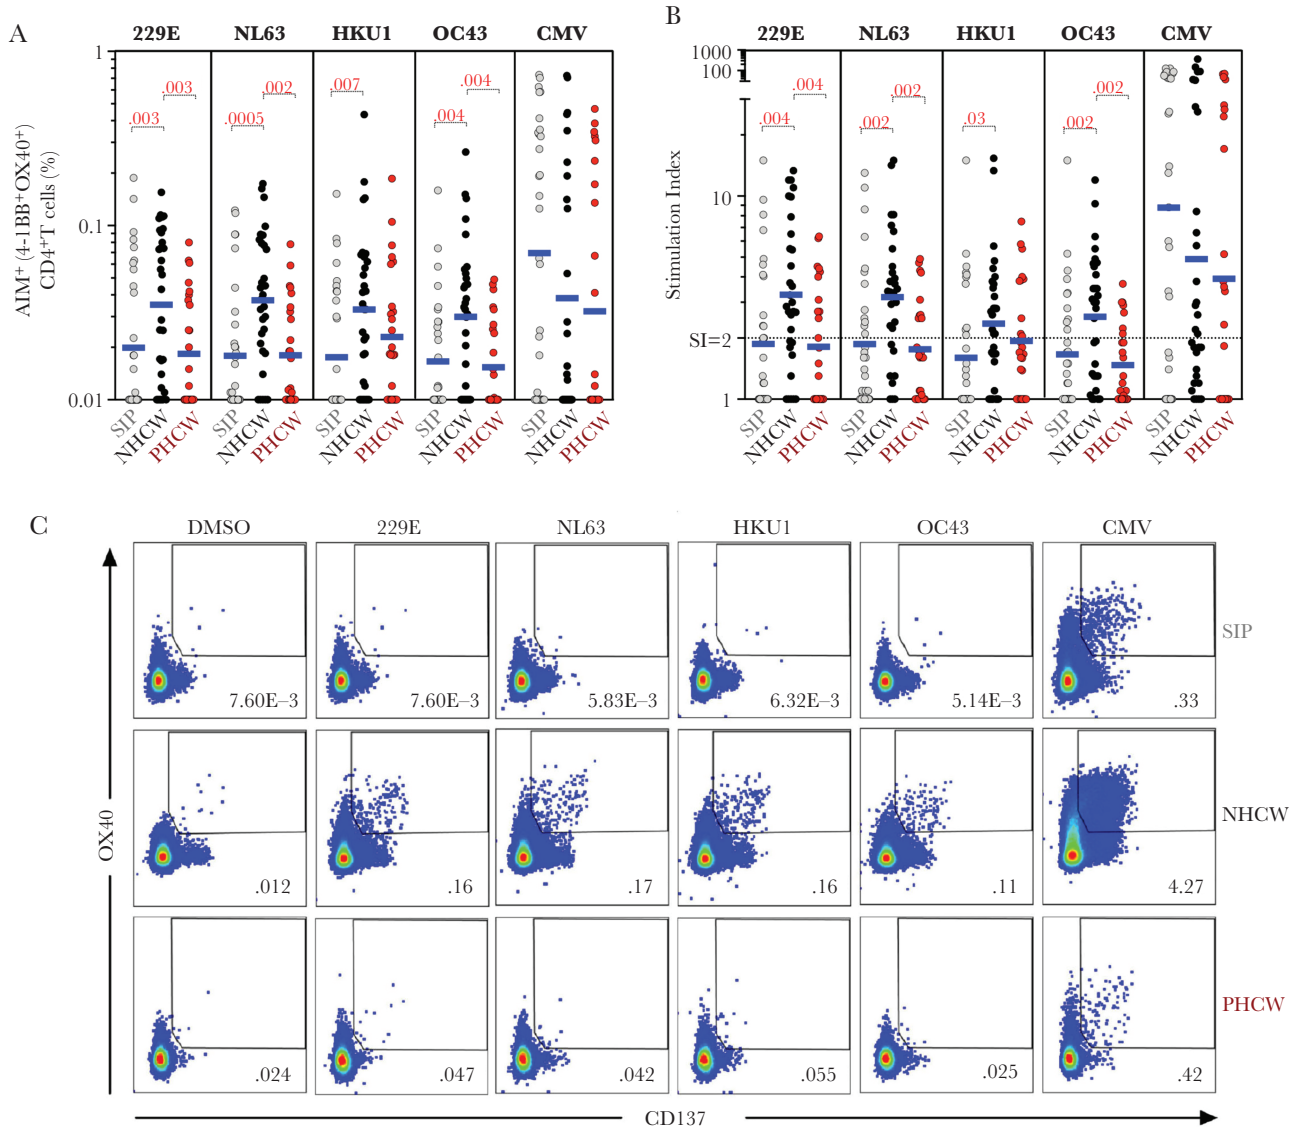 A
229E NL63 HKU1 OC43 CMV
AIM⁺ (4-1BB⁺OX40⁺)
CD4⁺T cells (%)
1
0.1
0.01
.003 .003
.0005 .002
.007
.004 .004
SIP NHCW PHCW SIP NHCW PHCW SIP NHCW PHCW SIP NHCW PHCW SIP NHCW PHCW
B
229E NL63 HKU1 OC43 CMV
Stimulation Index
1000
100
10
SI=2
1
.004 .004
.002 .002
.03
.002 .002
SIP NHCW PHCW SIP NHCW PHCW SIP NHCW PHCW SIP NHCW PHCW SIP NHCW PHCW
C
DMSO 229E NL63 HKU1 OC43 CMV
7.60E–3 7.60E–3 5.83E–3 6.32E–3 5.14E–3 .33
SIP
.012 .16 .17 .16 .11 4.27
NHCW
.024 .047 .042 .055 .025 .42
PHCW
OX40
CD137